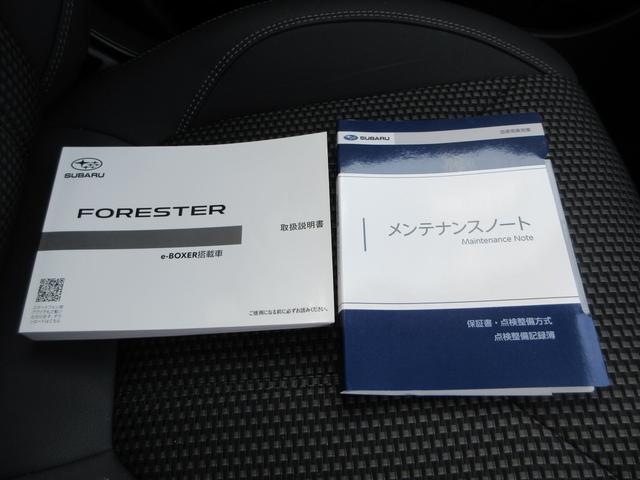 SUBARU
FORESTER
取扱説明書
e-BOXER搭載車
ご使用になる前に必ずお読みください。
SUBARU
メンテナンスノート
Maintenance Note
保証書・点検整備方式
点検整備記録簿